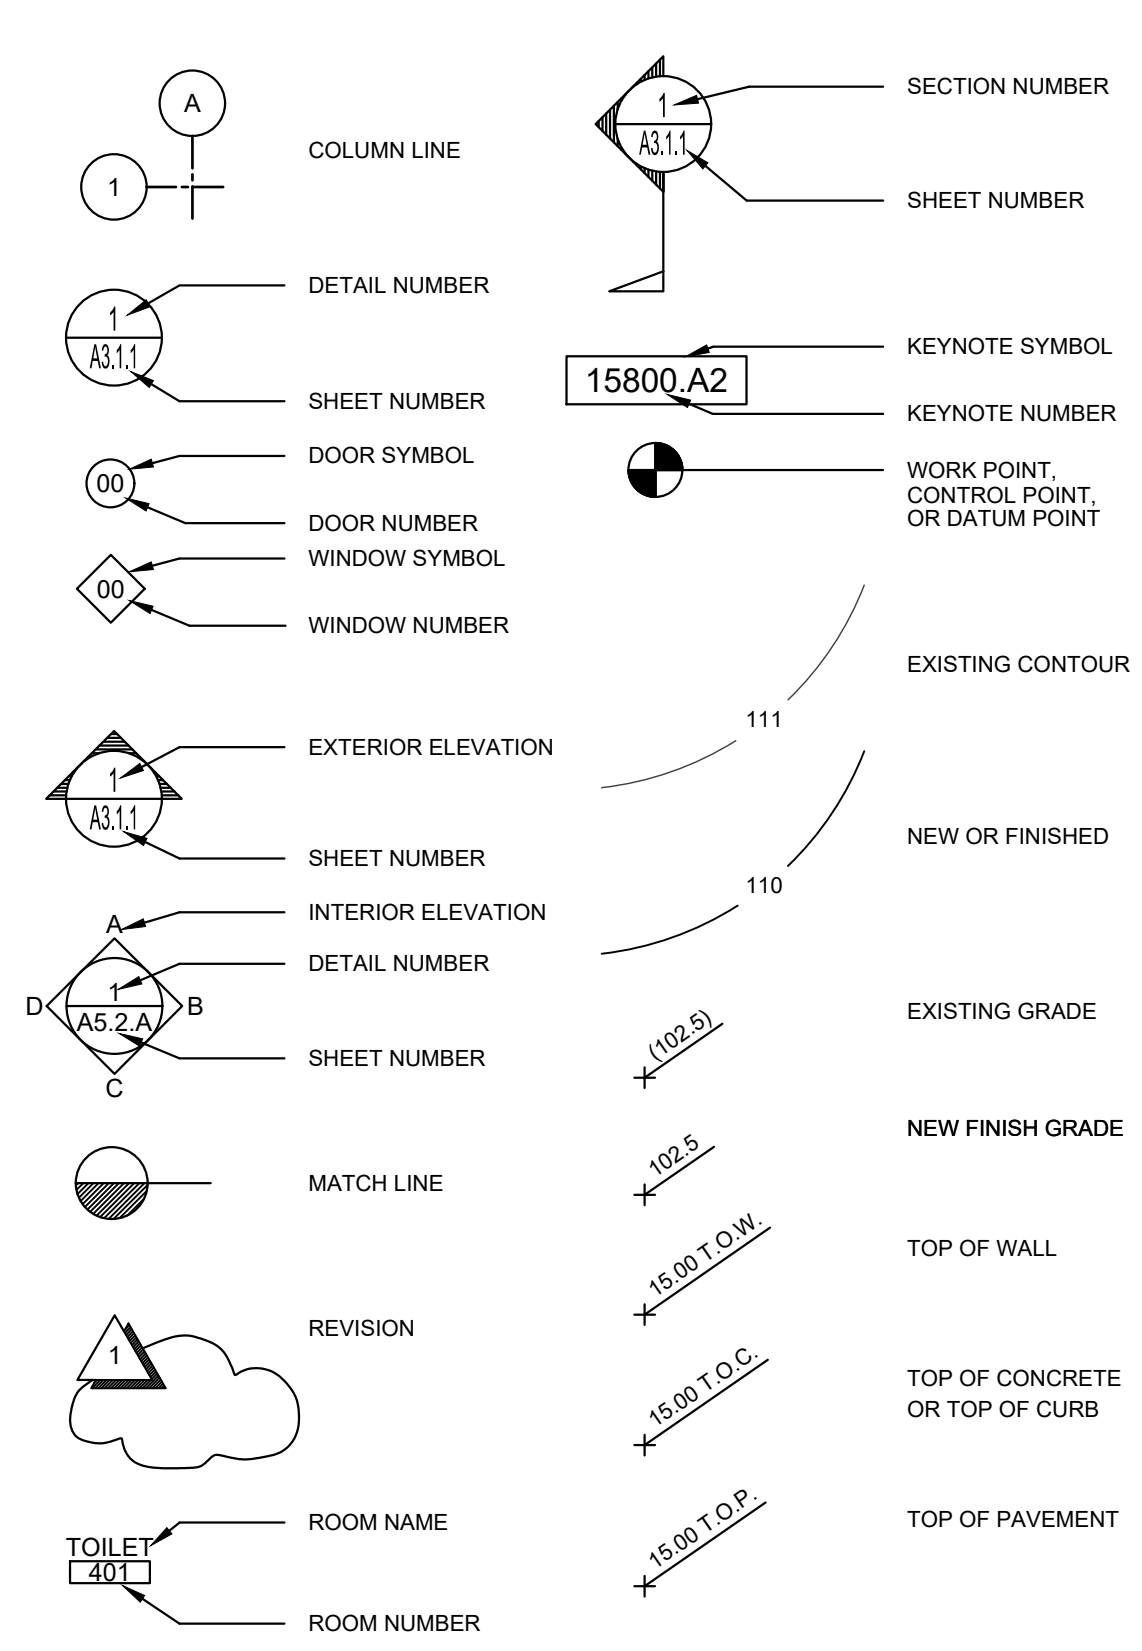 A
1
COLUMN LINE
1
A3.1.1
DETAIL NUMBER
SHEET NUMBER
00
DOOR SYMBOL
DOOR NUMBER
00
WINDOW SYMBOL
WINDOW NUMBER
1
A3.1.1
EXTERIOR ELEVATION
SHEET NUMBER
A
D
B
C
1
A5.2.A
INTERIOR ELEVATION
DETAIL NUMBER
SHEET NUMBER
MATCH LINE
1
REVISION
TOILET
401
ROOM NAME
ROOM NUMBER
1
A3.1.1
SECTION NUMBER
SHEET NUMBER
15800.A2
KEYNOTE SYMBOL
KEYNOTE NUMBER
WORK POINT,
CONTROL POINT,
OR DATUM POINT
111
EXISTING CONTOUR
110
NEW OR FINISHED
(102.5)
EXISTING GRADE
102.5
NEW FINISH GRADE
15.00 T.O.W.
TOP OF WALL
15.00 T.O.C.
TOP OF CONCRETE
OR TOP OF CURB
15.00 T.O.P.
TOP OF PAVEMENT